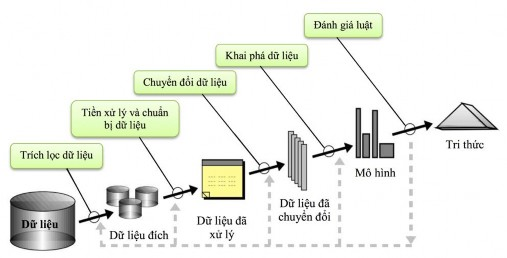 Đánh giá luật
Khai phá dữ liệu
Chuyển đổi dữ liệu
Tiền xử lý và chuẩn
bị dữ liệu
Trích lọc dữ liệu
Dữ liệu
Dữ liệu đích
Dữ liệu đã
xử lý
Dữ liệu đã
chuyển đổi
Mô hình
Tri thức